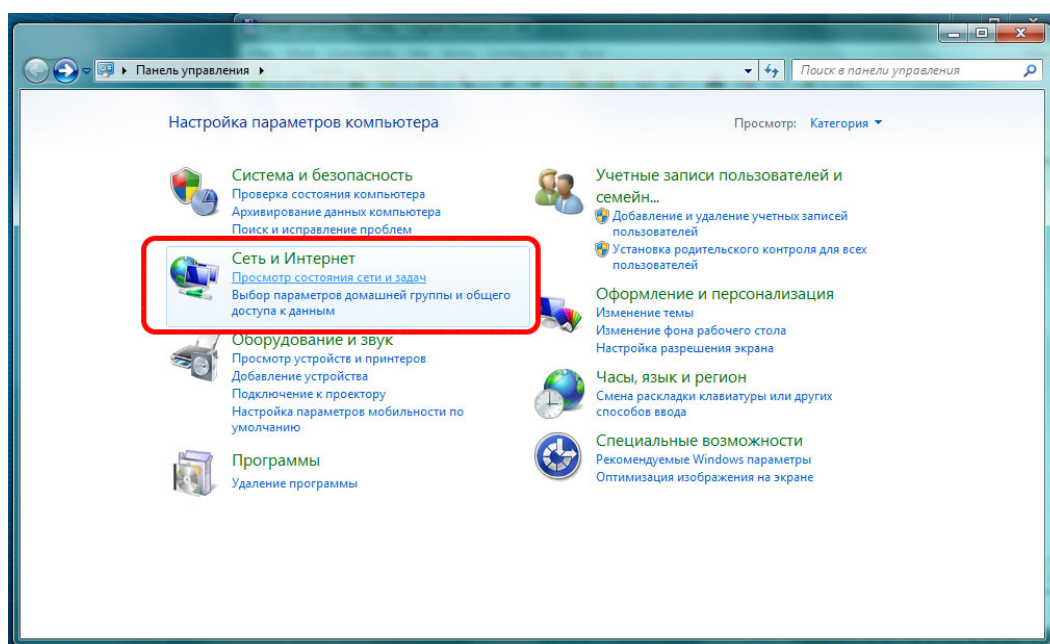 Панель управления
Поиск в панели управления
Настройка параметров компьютера
Просмотр: Категория
Система и безопасность
Проверка состояния компьютера
Архивирование данных компьютера
Поиск и исправление проблем
Сеть и Интернет
Просмотр состояния сети и задач
Выбор параметров домашней группы и общего
доступа к данным
Оборудование и звук
Просмотр устройств и принтеров
Добавление устройства
Подключение к проектору
Настройка параметров мобильности по
умолчанию
Программы
Удаление программы
Учетные записи пользователей и
семейн...
Добавление и удаление учетных записей
пользователей
Установка родительского контроля для всех
пользователей
Оформление и персонализация
Изменение темы
Изменение фона рабочего стола
Настройка разрешения экрана
Часы, язык и регион
Смена раскладки клавиатуры или других
способов ввода
Специальные возможности
Рекомендуемые Windows параметры
Оптимизация изображения на экране